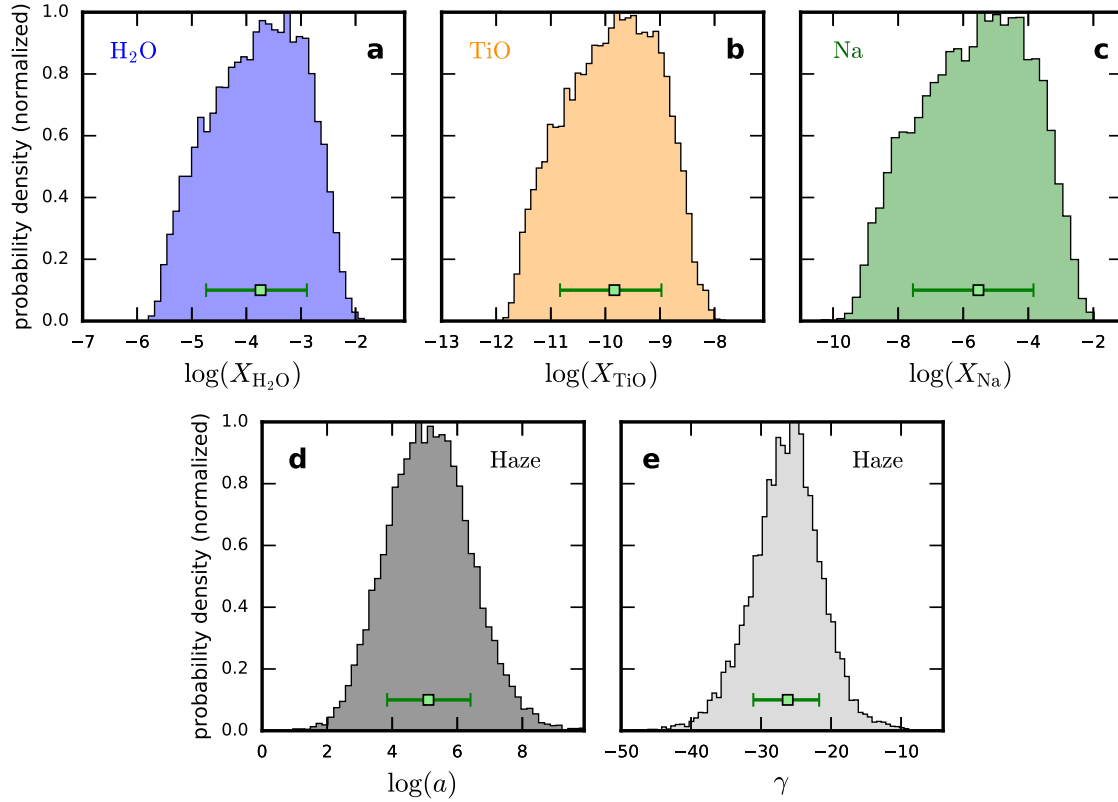 probability density (normalized)
1.0
0.8
0.6
0.4
0.2
0.0
H₂O
a
−7 −6 −5 −4 −3 −2
log(X_H₂O)
TiO
b
−13 −12 −11 −10 −9 −8
log(X_TiO)
Na
c
−10 −8 −6 −4 −2
log(X_Na)
probability density (normalized)
1.0
0.8
0.6
0.4
0.2
0.0
d
Haze
0 2 4 6 8
log(a)
e
Haze
−50 −40 −30 −20 −10
γ